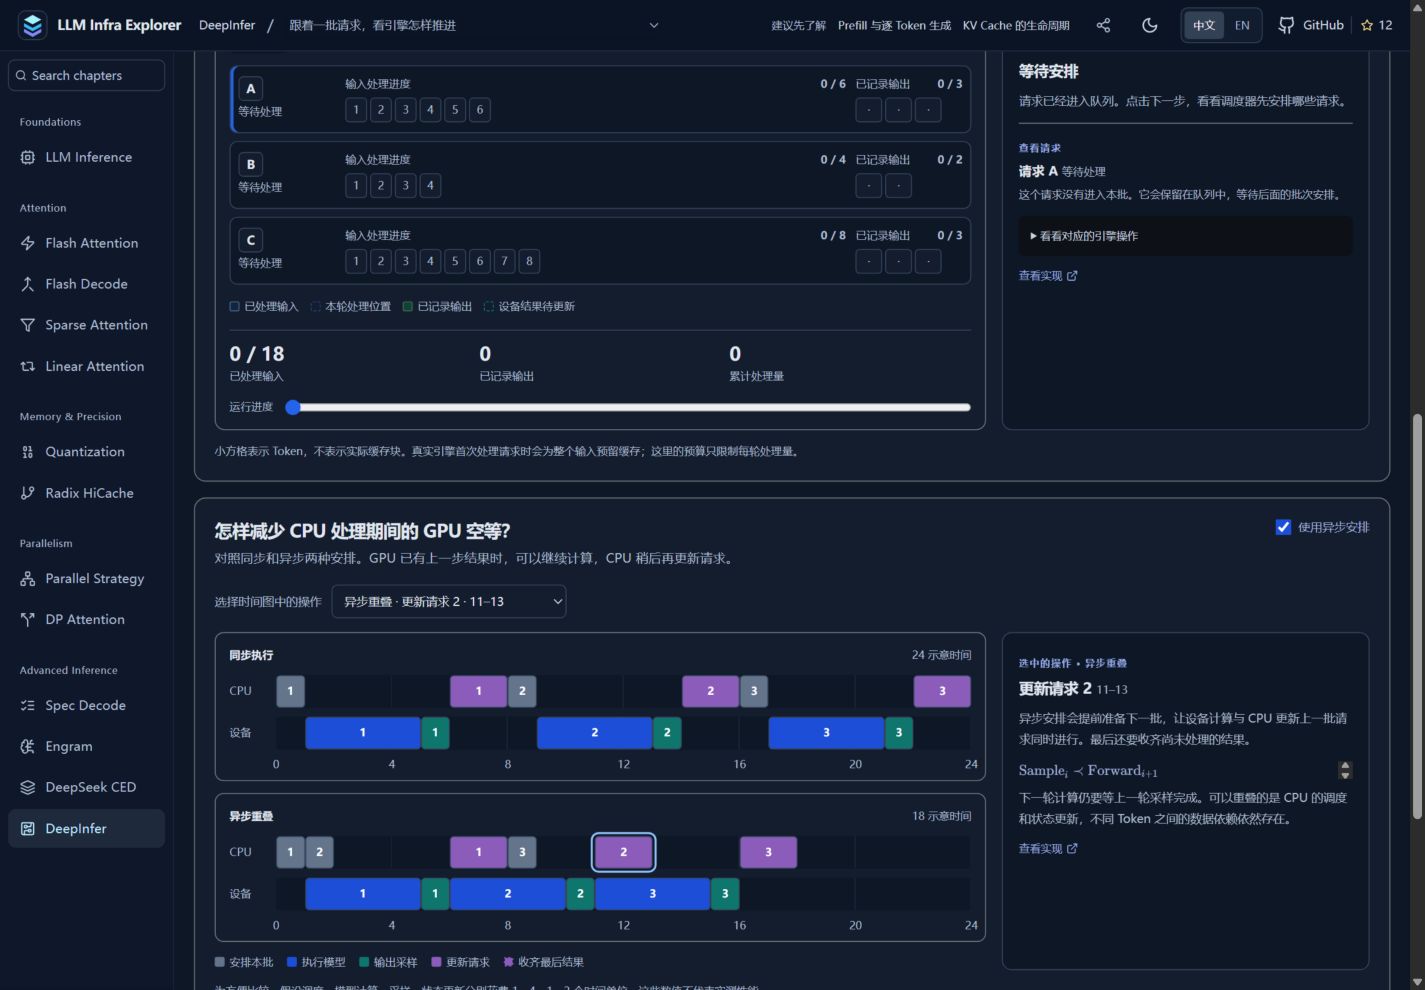 LLM Infra Explorer
DeepInfer / 跟着一批请求，看引擎怎样推进
建议先了解 Prefill 与逐 Token 生成 KV Cache 的生命周期
中文 EN
GitHub
12
Search chapters
Foundations
LLM Inference
Attention
Flash Attention
Flash Decode
Sparse Attention
Linear Attention
Memory & Precision
Quantization
Radix HiCache
Parallelism
Parallel Strategy
DP Attention
Advanced Inference
Spec Decode
Engram
DeepSeek CED
DeepInfer
A 输入处理进度 0 / 6 已记录输出 0 / 3
等待处理 1 2 3 4 5 6 · · ·
B 输入处理进度 0 / 4 已记录输出 0 / 2
等待处理 1 2 3 4 · ·
C 输入处理进度 0 / 8 已记录输出 0 / 3
等待处理 1 2 3 4 5 6 7 8 · · ·
已处理输入 本轮处理位置 已记录输出 设备结果待更新
0 / 18 0 0
已处理输入 已记录输出 累计处理量
运行进度
等待安排
请求已经进入队列。点击下一步，看看调度器先安排哪些请求。
查看请求
请求 A 等待处理
这个请求没有进入本批。它会保留在队列中，等待后面的批次安排。
看看对应的引擎操作
查看实现
小方格表示 Token，不表示实际缓存块。真实引擎首次处理请求时会为整个输入预留缓存；这里的预算只限制每轮处理量。
怎样减少 CPU 处理期间的 GPU 空等？
使用异步安排
对照同步和异步两种安排。GPU 已有上一步结果时，可以继续计算，CPU 稍后再更新请求。
选择时间图中的操作 异步重叠 · 更新请求 2 · 11–13
同步执行 24 示意时间
CPU 1 1 2 2 3 3
设备 1 1 2 2 3 3
0 4 8 12 16 20 24
异步重叠 18 示意时间
CPU 1 2 1 3 2 3
设备 1 1 2 2 3 3
0 4 8 12 16 20 24
安排本批 执行模型 输出采样 更新请求 收齐最后结果
选中的操作 · 异步重叠
更新请求 2 11–13
异步安排会提前准备下一批，让设备计算与 CPU 更新上一批请
求同时进行。最后还要收齐尚未处理的结果。
Sampleᵢ ≺ Forwardᵢ₊₁
下一轮计算仍要等上一轮采样完成。可以重叠的是 CPU 的调度
和状态更新，不同 Token 之间的数据依赖依然存在。
查看实现